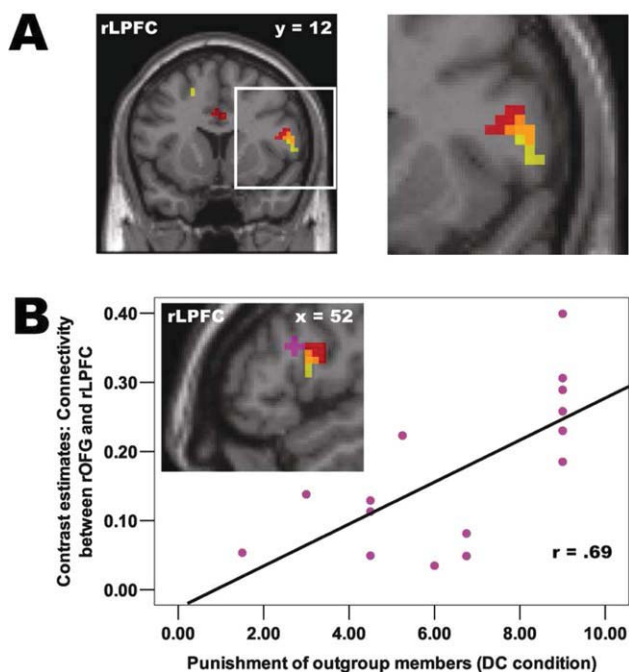 A
rLPFC
y = 12
B
rLPFC
x = 52
Contrast estimates: Connectivity
between rOFG and rLPFC
0.40
0.30
0.20
0.10
0.00
r = .69
0.00 2.00 4.00 6.00 8.00 10.00
Punishment of outgroup members (DC condition)